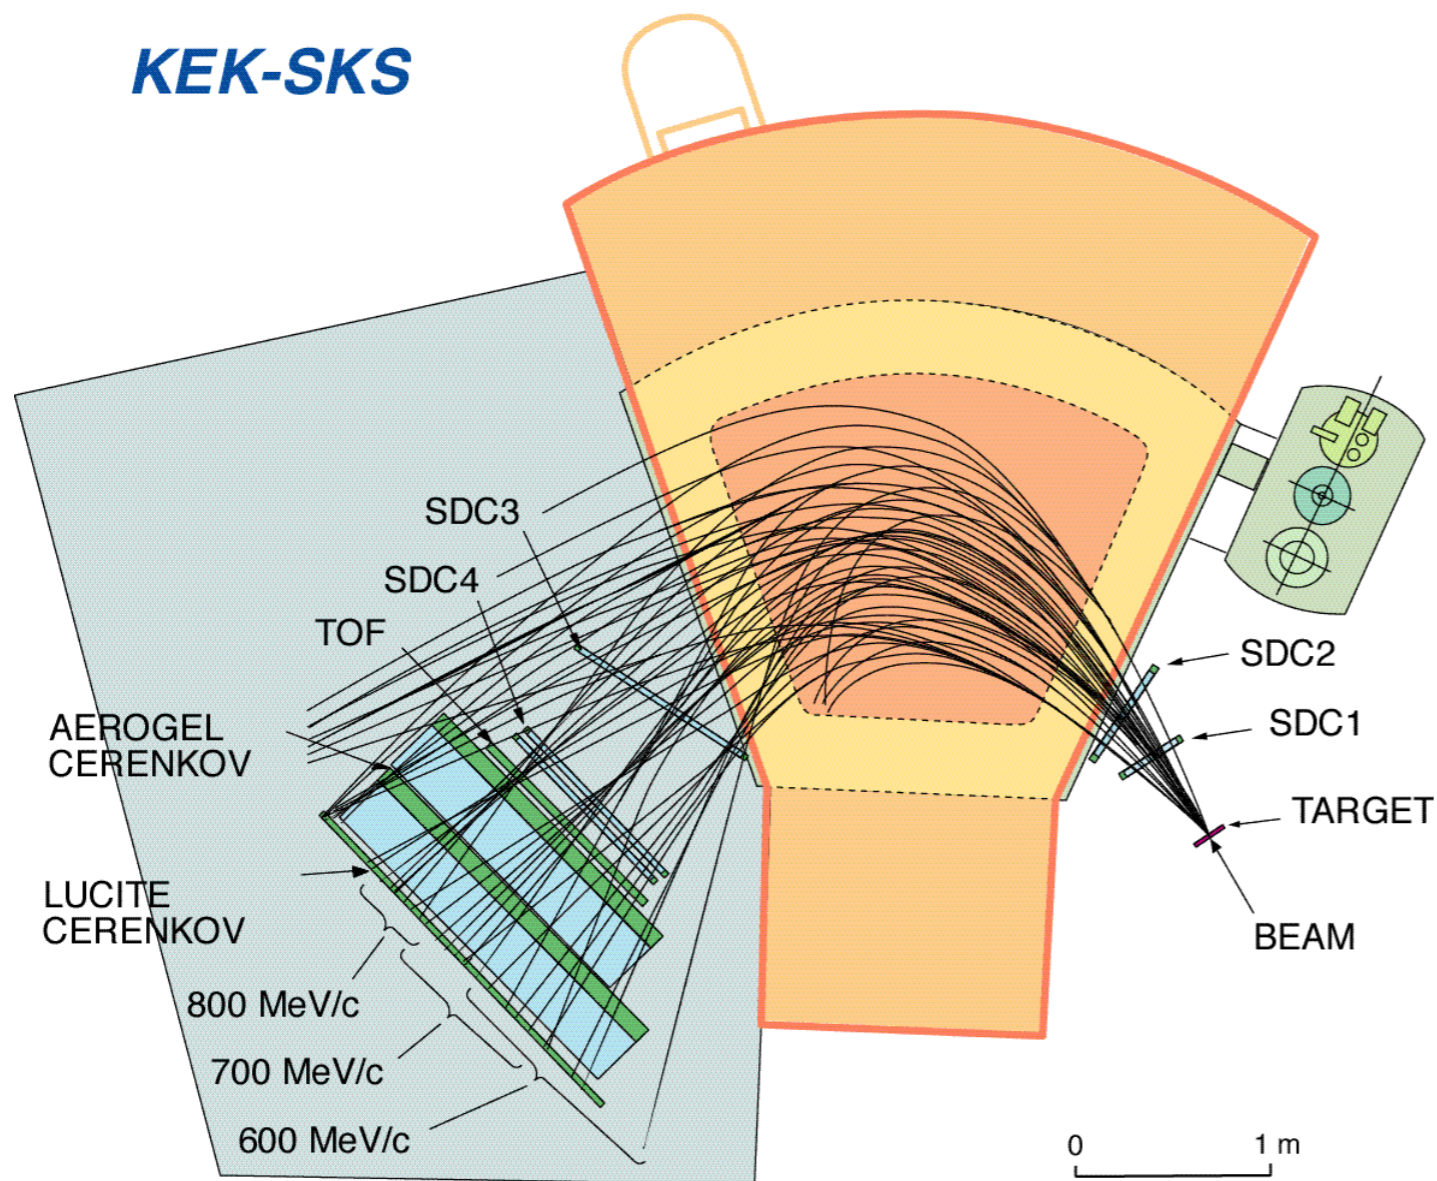 KEK-SKS
SDC3
SDC4
TOF
AEROGEL
CERENKOV
LUCITE
CERENKOV
800 MeV/c
700 MeV/c
600 MeV/c
SDC2
SDC1
TARGET
BEAM
0 1 m